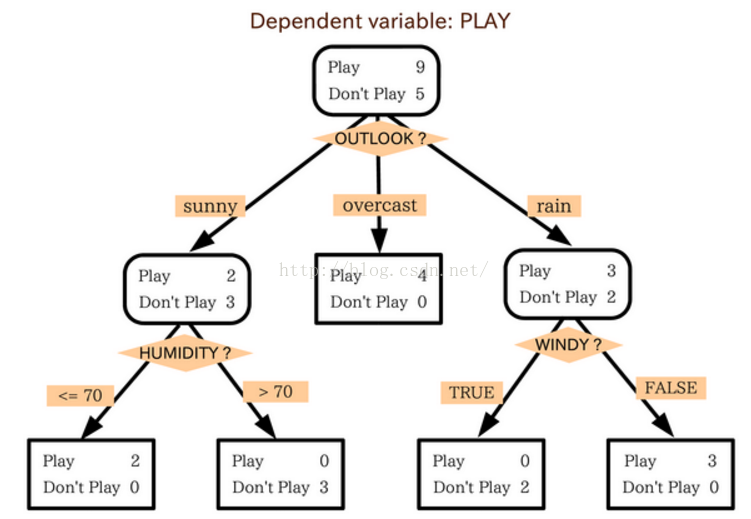 Dependent variable: PLAY
Play 9
Don't Play 5
OUTLOOK ?
sunny
overcast
rain
Play 2
Don't Play 3
http://blog.csdn.net/
Play 4
Don't Play 0
Play 3
Don't Play 2
HUMIDITY ?
WINDY ?
<= 70
> 70
TRUE
FALSE
Play 2
Don't Play 0
Play 0
Don't Play 3
Play 0
Don't Play 2
Play 3
Don't Play 0